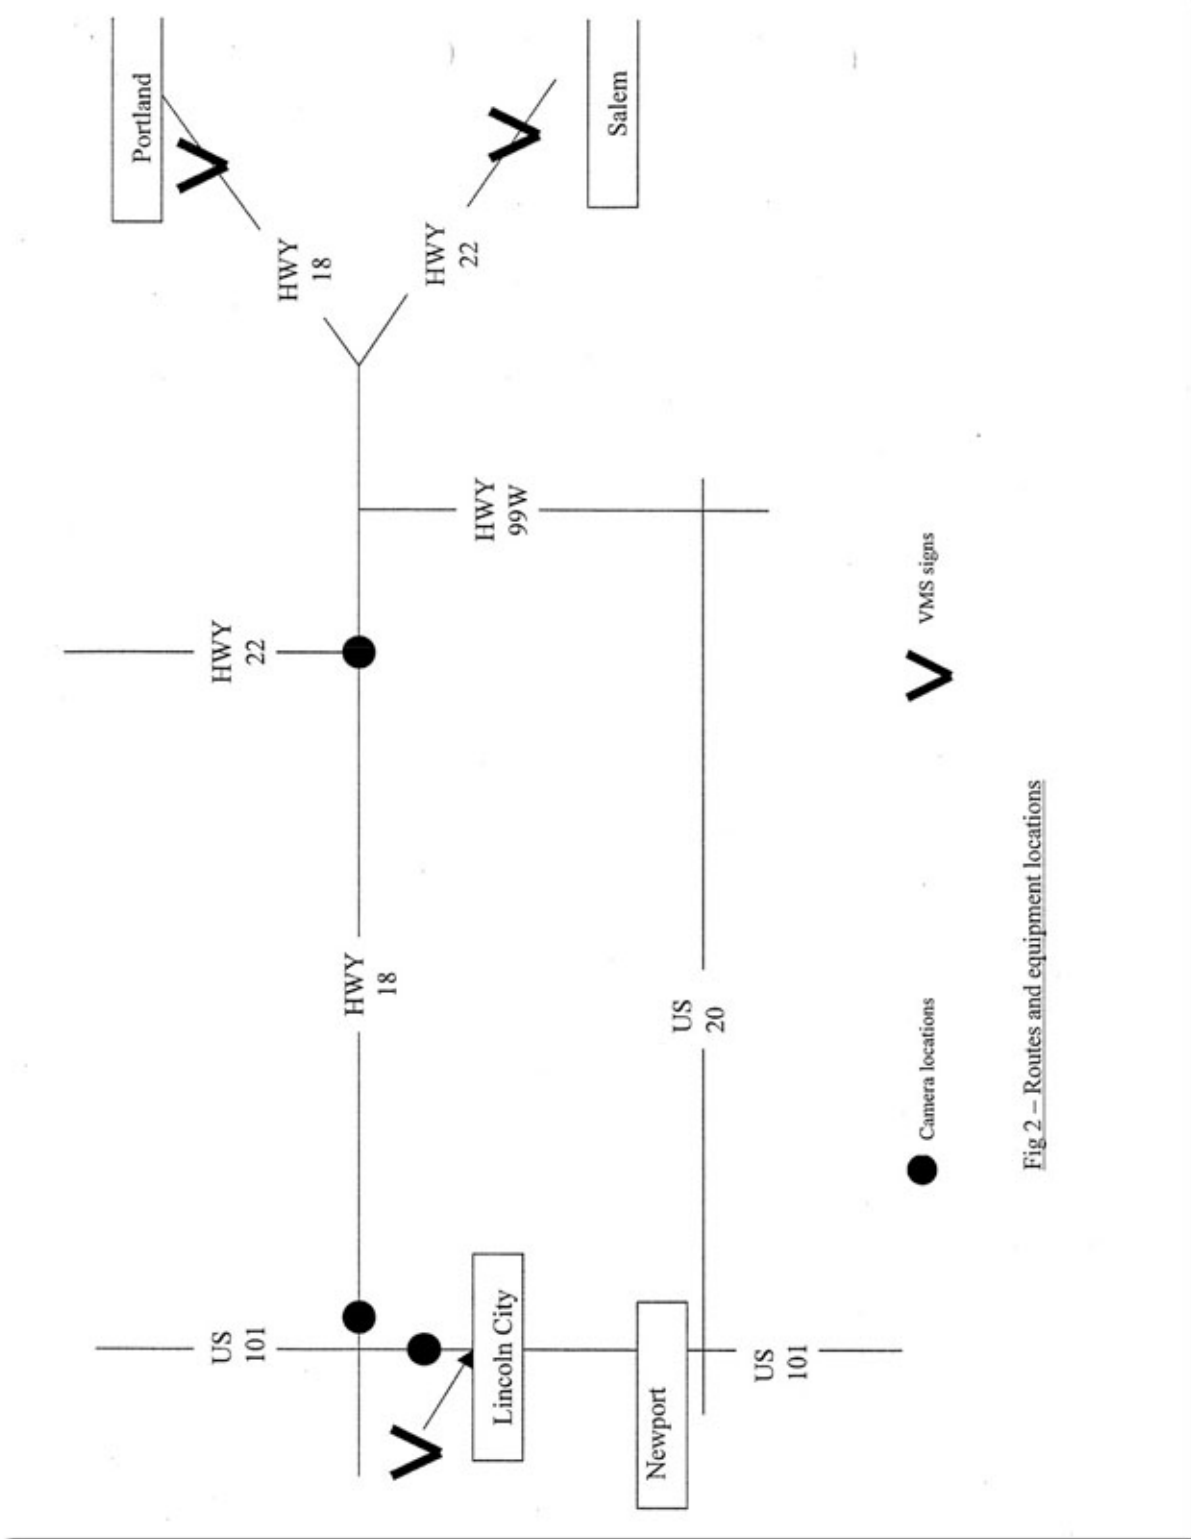 Portland
HWY
18
HWY
22
Salem
HWY
22
HWY
99W
HWY
18
US
20
US
101
Lincoln City
Newport
US
101
Camera locations
VMS signs
Fig 2 – Routes and equipment locations